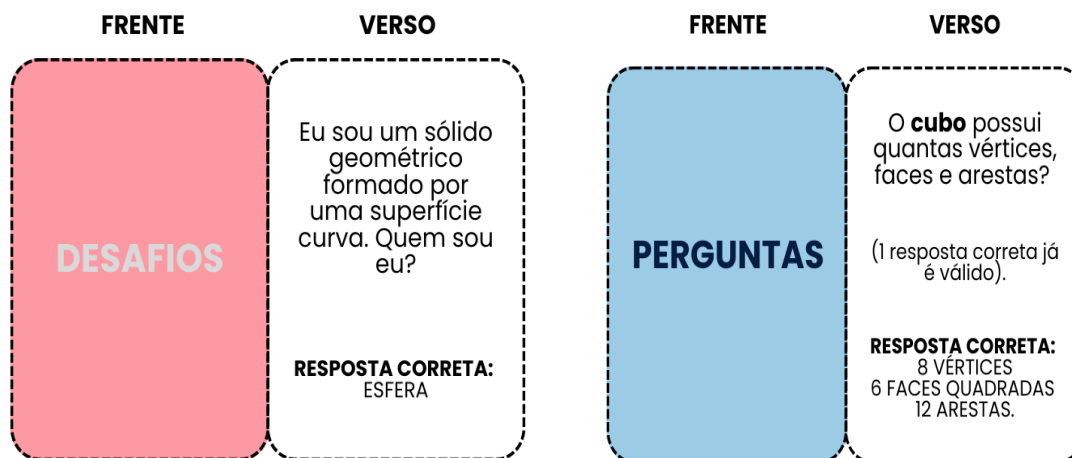 FRENTE
VERSO
DESAFIOS
Eu sou um sólido
geométrico
formado por
uma superfície
curva. Quem sou
eu?
RESPOSTA CORRETA:
ESFERA
FRENTE
VERSO
PERGUNTAS
O cubo possui
quantas vértices,
faces e arestas?
(1 resposta correta já
é válido).
RESPOSTA CORRETA:
8 VÉRTICES
6 FACES QUADRADAS
12 ARESTAS.